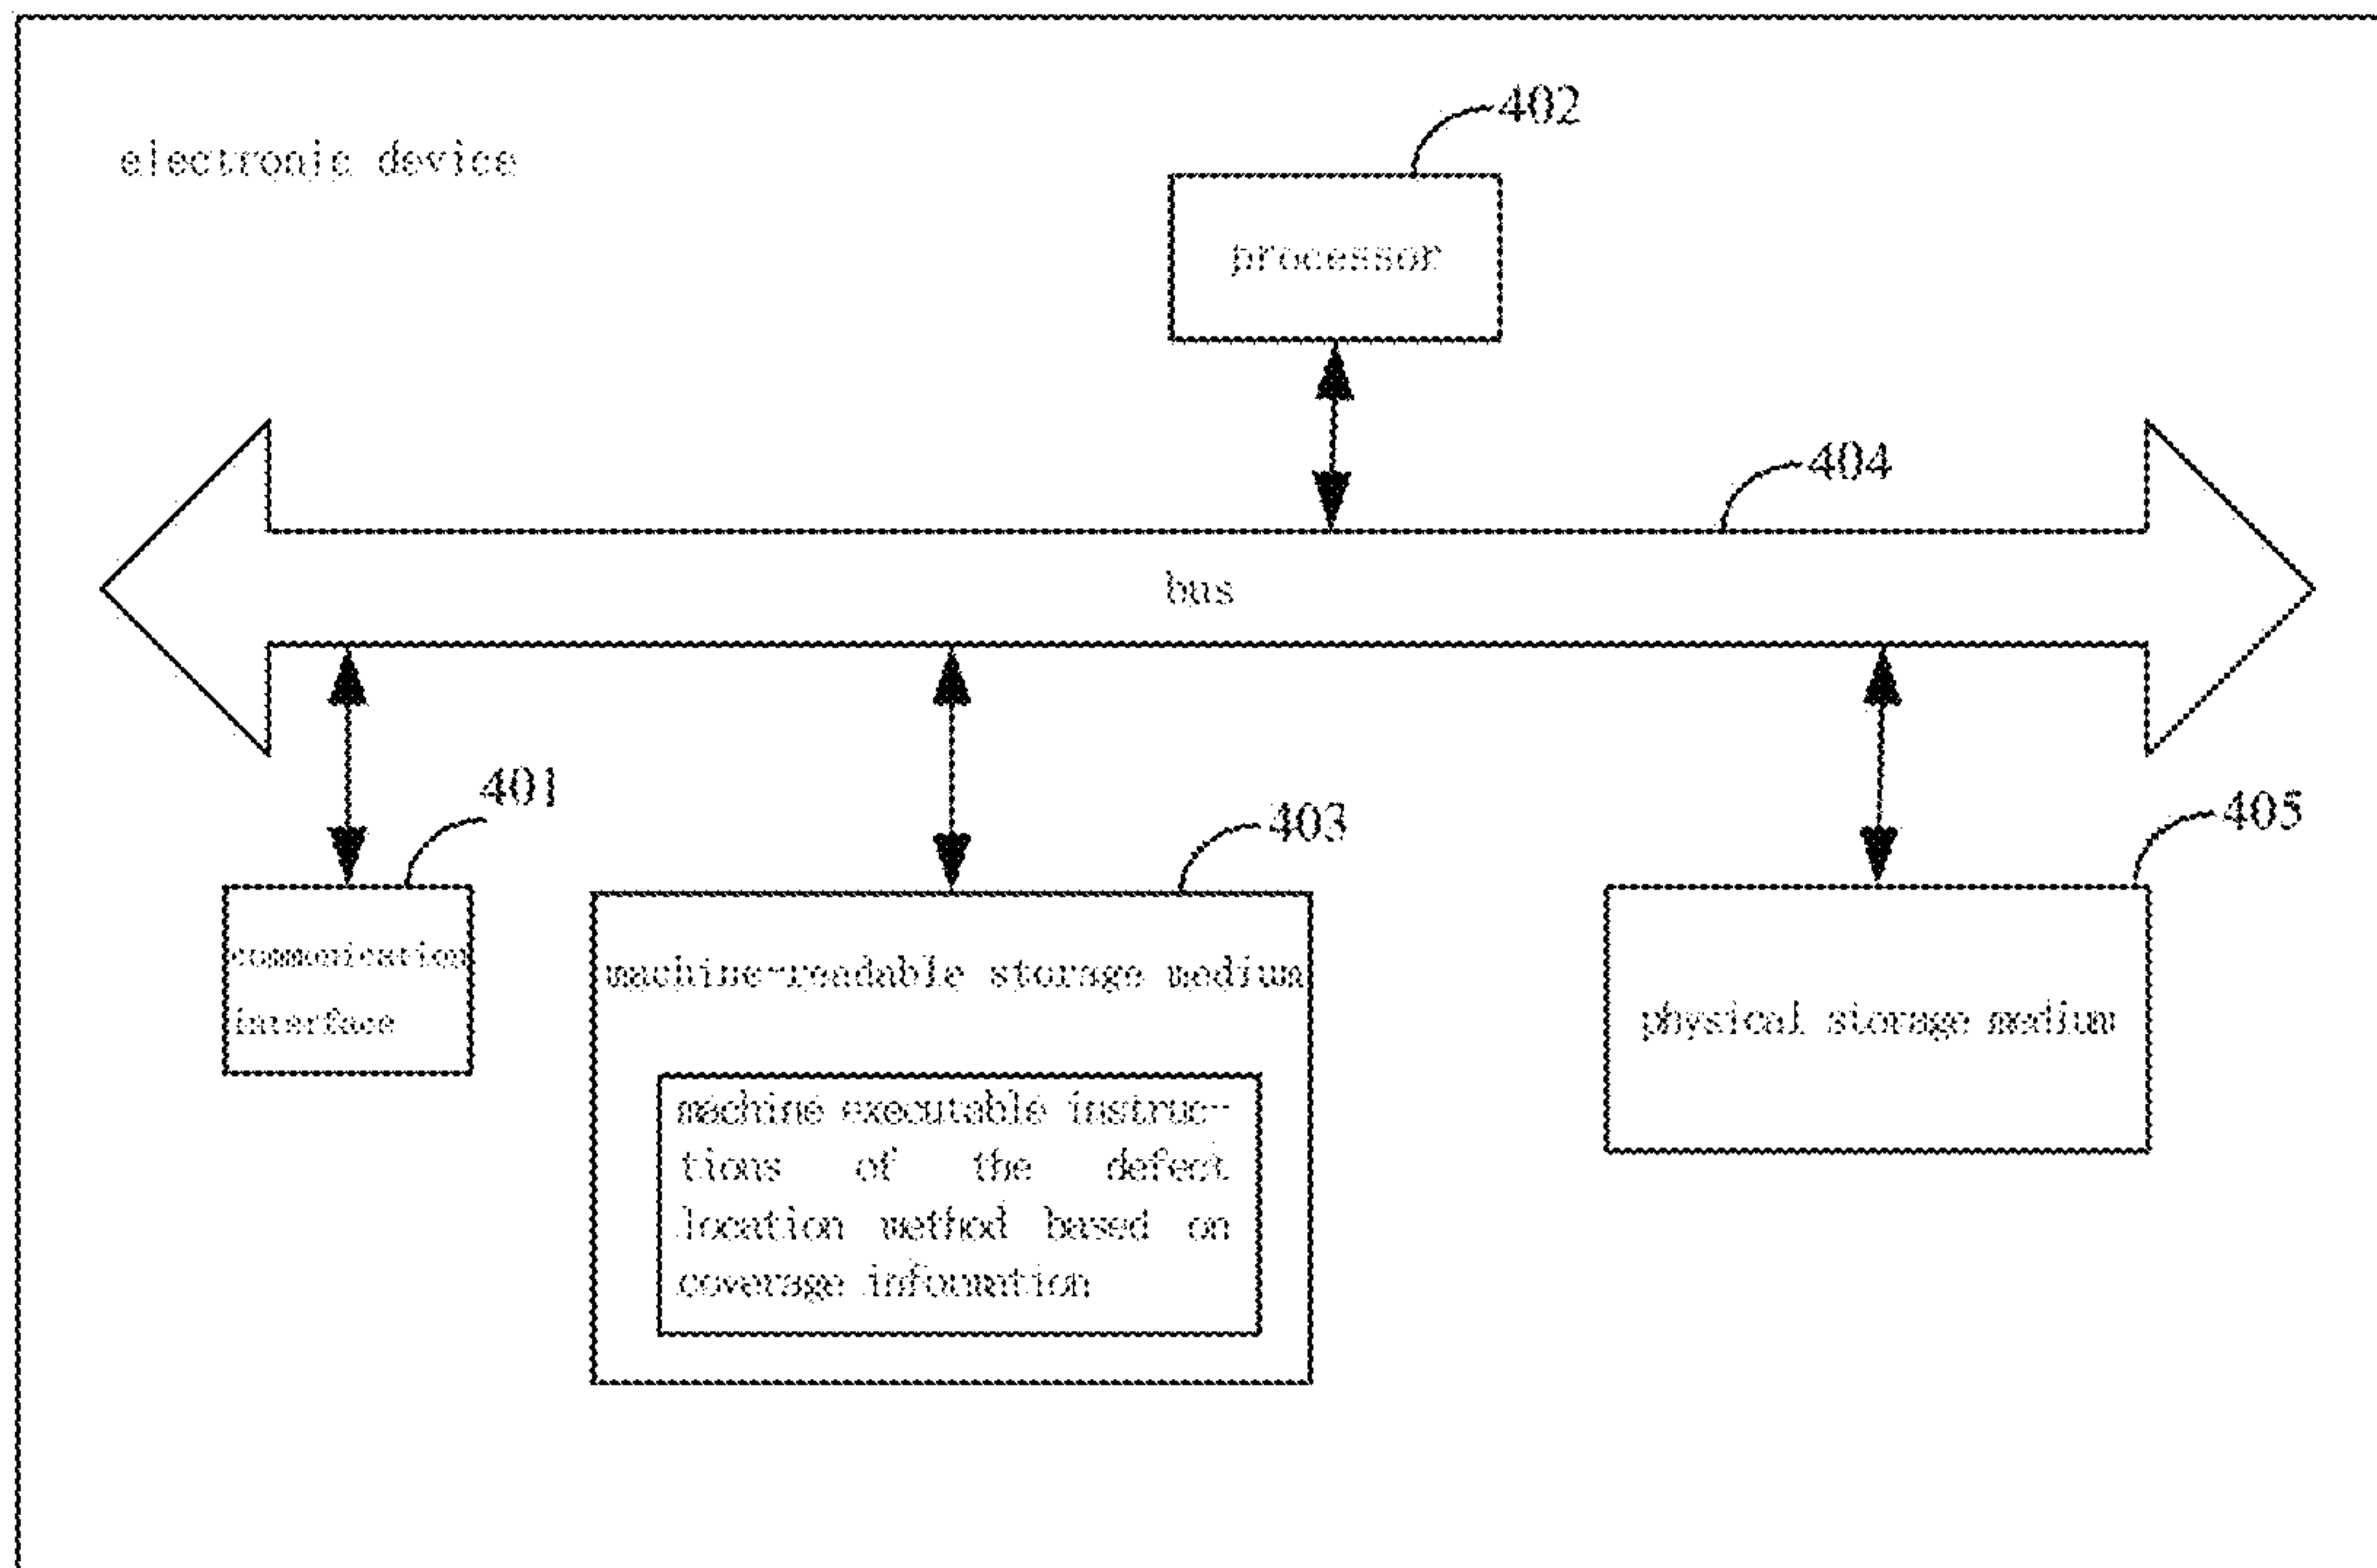 402
electronic device
processor
404
bus
401
403
405
communication
interface
machine-readable storage medium
physical storage medium
machine executable instruc-
tions of the defect
location method based on
coverage information